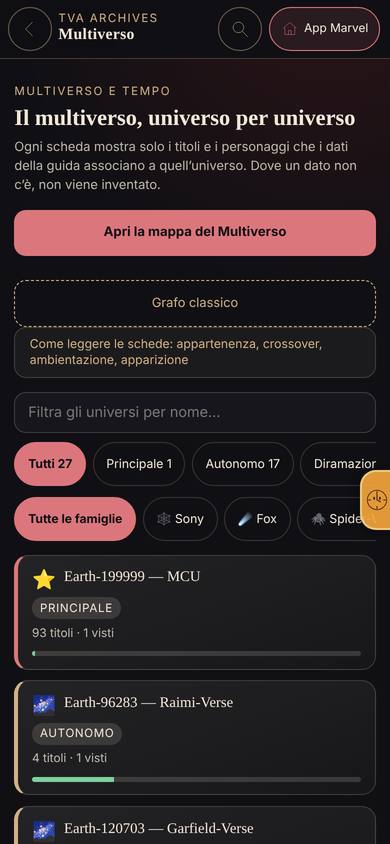 TVA ARCHIVES
Multiverso
App Marvel
MULTIVERSO E TEMPO
Il multiverso, universo per universo
Ogni scheda mostra solo i titoli e i personaggi che i dati
della guida associano a quell’universo. Dove un dato non
c’è, non viene inventato.
Apri la mappa del Multiverso
Grafo classico
Come leggere le schede: appartenenza, crossover,
ambientazione, apparizione
Filtra gli universi per nome...
Tutti 27
Principale 1
Autonomo 17
Diramazion
Tutte le famiglie
Sony
Fox
Spider-V
Earth-199999 — MCU
PRINCIPALE
93 titoli · 1 visti
Earth-96283 — Raimi-Verse
AUTONOMO
4 titoli · 1 visti
Earth-120703 — Garfield-Verse